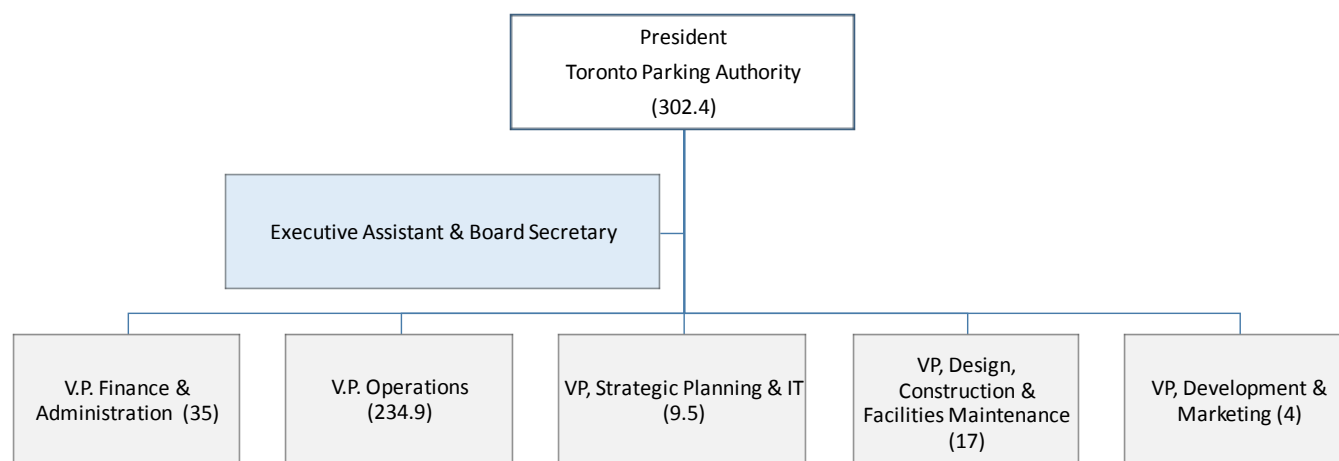 President
Toronto Parking Authority
(302.4)
Executive Assistant & Board Secretary
V.P. Finance &
Administration (35)
V.P. Operations
(234.9)
VP, Strategic Planning & IT
(9.5)
VP, Design,
Construction &
Facilities Maintenance
(17)
VP, Development &
Marketing (4)